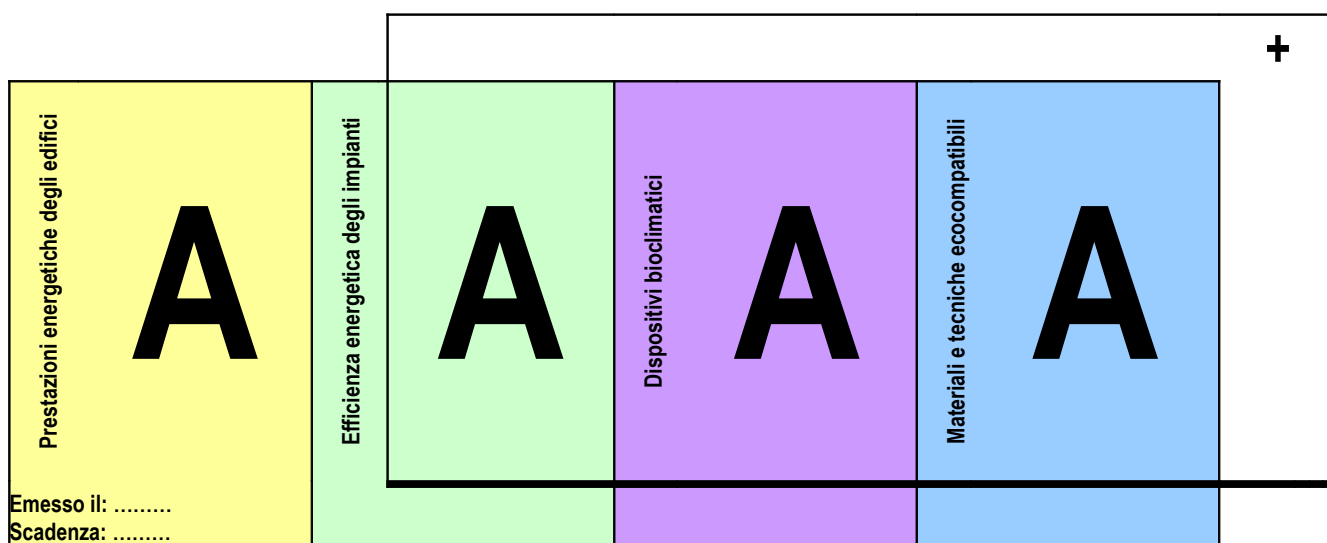 +
Prestazioni energetiche degli edifici
A
Efficienza energetica degli impianti
A
Dispositivi bioclimatici
A
Materiali e tecniche ecocompatibili
A
Emesso il: .........
Scadenza: .........